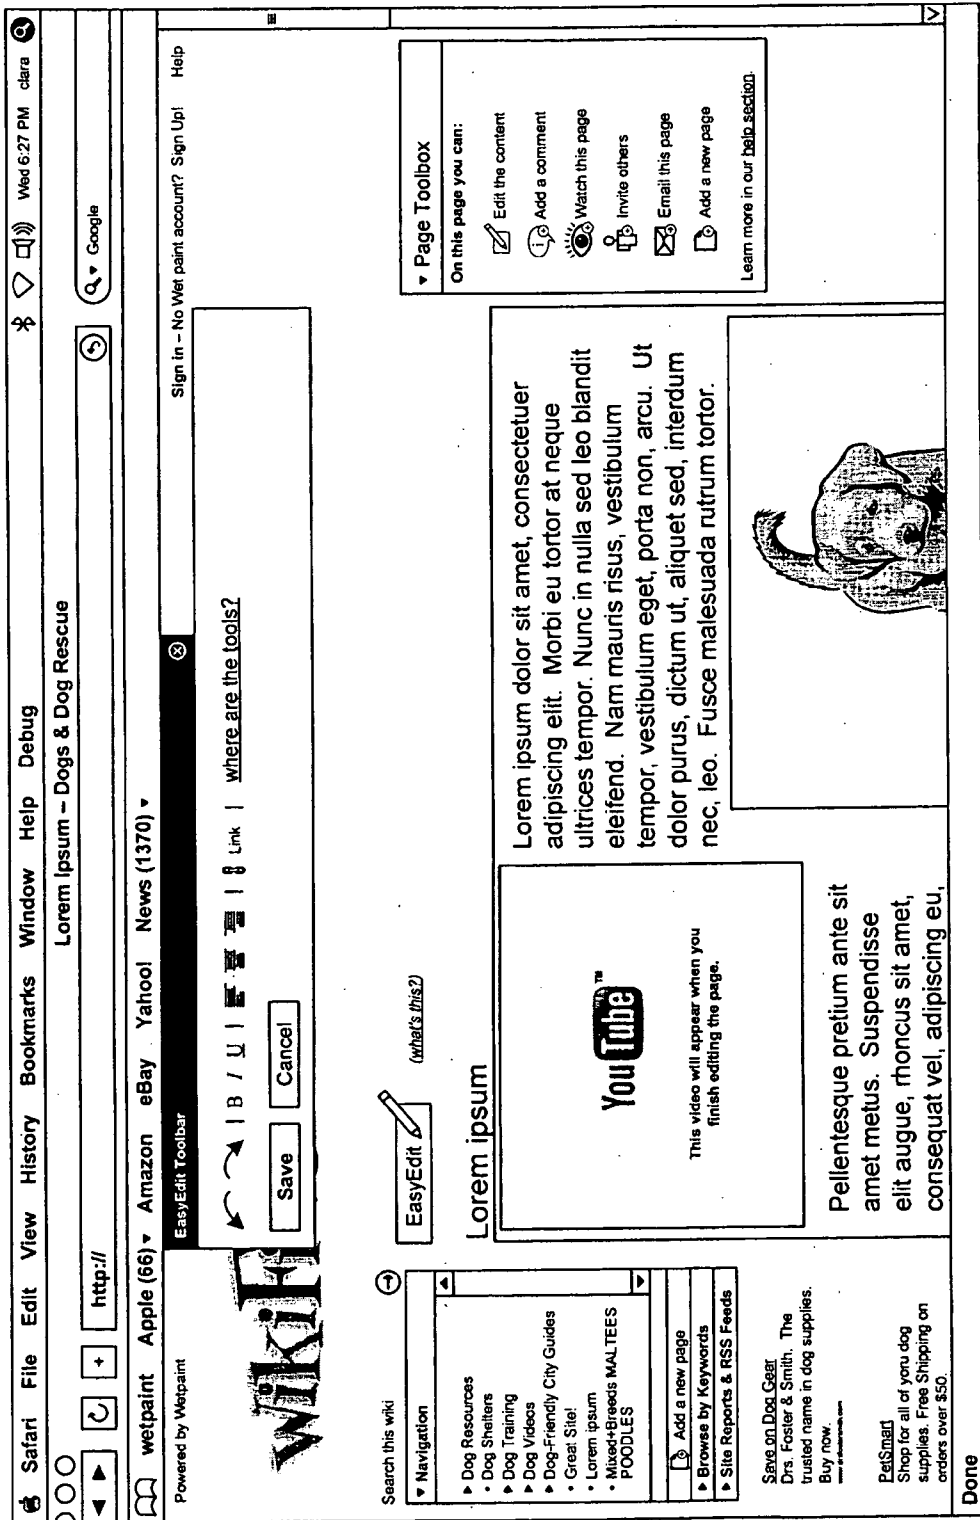 Safari File Edit View History Bookmarks Window Help Debug
Wed 6:27 PM clara
Lorem Ipsum – Dogs & Dog Rescue
http://
Google
wetpaint Apple (66) Amazon eBay Yahoo! News (1370)
Powered by Wetpaint
Sign in – No Wet paint account? Sign Up! Help
EasyEdit Toolbar
B / U | Link | where are the tools?
Save Cancel
Search this wiki
EasyEdit
(what's this?)
Navigation
Dog Resources
Dog Shelters
Dog Training
Dog Videos
Dog-Friendly City Guides
Great Site!
Lorem ipsum
Mixed+Breeds MALTEES
POODLES
Add a new page
Browse by Keywords
Site Reports & RSS Feeds
Save on Dog Gear
Drs. Foster & Smith. The
trusted name in dog supplies.
Buy now.
PetSmart
Shop for all of yoru dog
supplies. Free Shipping on
orders over $50.
Lorem ipsum
YouTube™
This video will appear when you
finish editing the page.
Lorem ipsum dolor sit amet, consectetuer
adipiscing elit. Morbi eu tortor at neque
ultrices tempor. Nunc in nulla sed leo blandit
eleifend. Nam mauris risus, vestibulum
tempor, vestibulum eget, porta non, arcu. Ut
dolor purus, dictum ut, aliquet sed, interdum
nec, leo. Fusce malesuada rutrum tortor.
Pellentesque pretium ante sit
amet metus. Suspendisse
elit augue, rhoncus sit amet,
consequat vel, adipiscing eu,
Page Toolbox
On this page you can:
Edit the content
Add a comment
Watch this page
Invite others
Email this page
Add a new page
Learn more in our help section.
Done